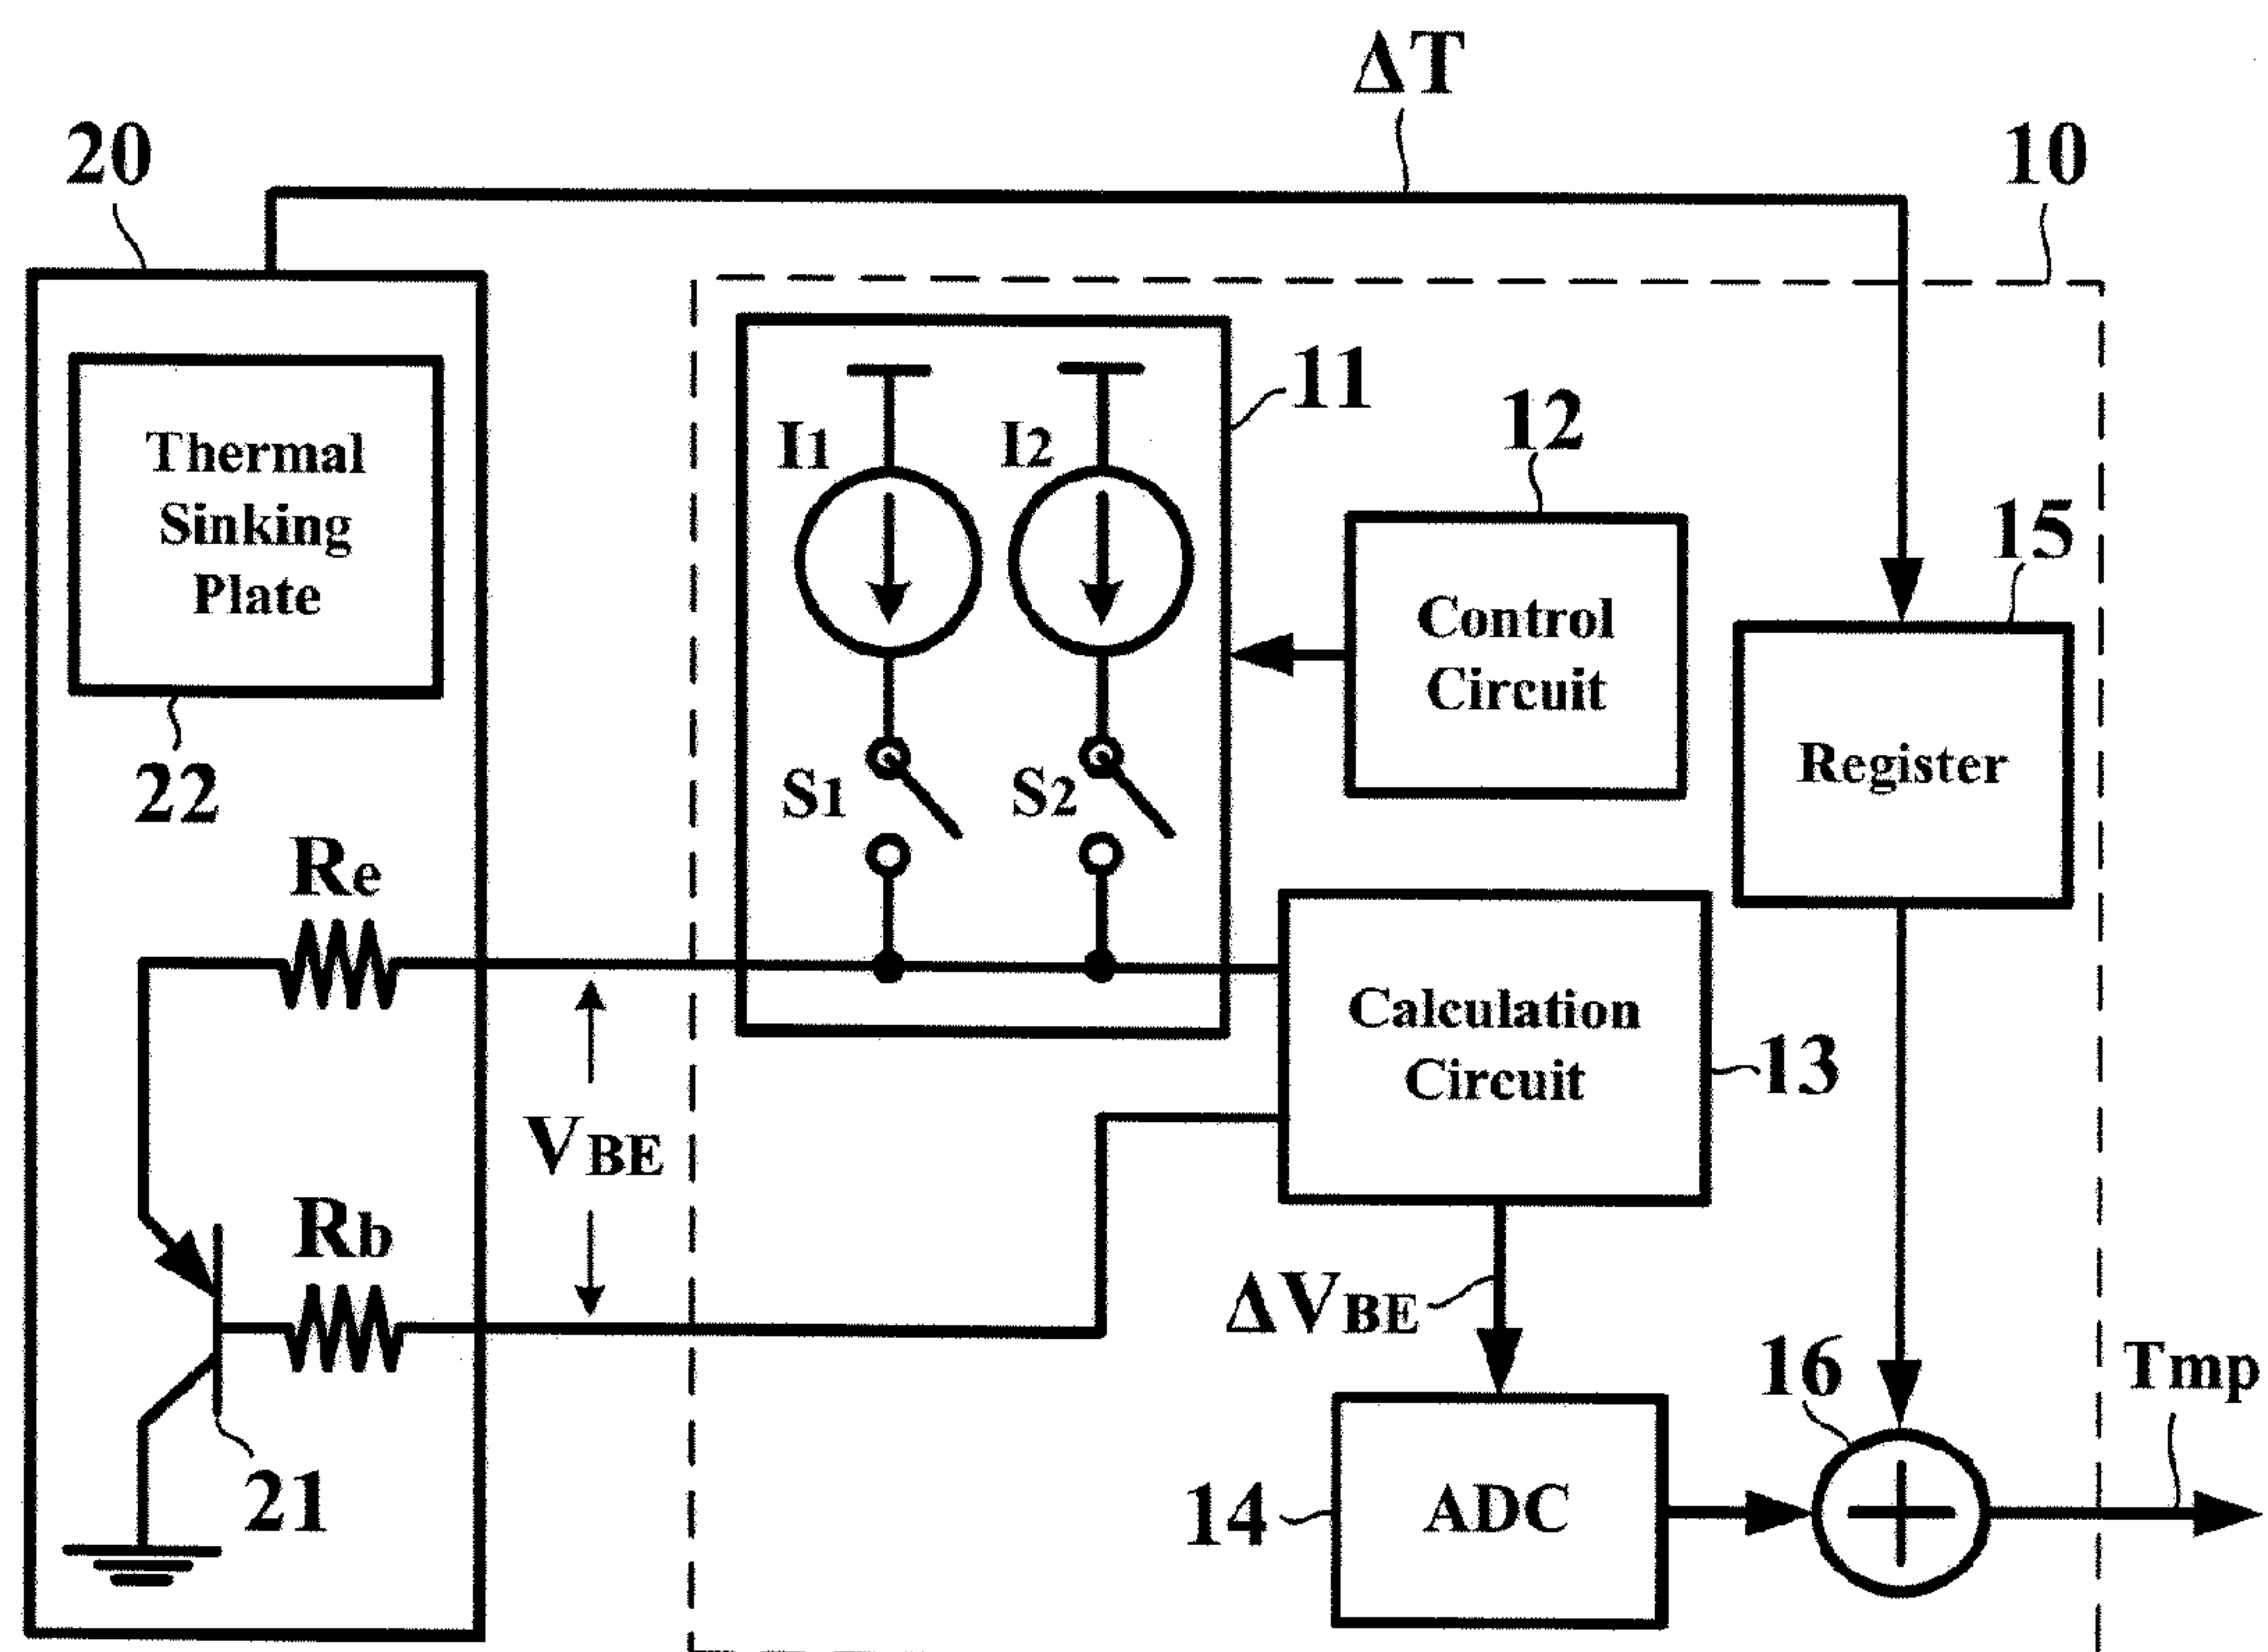 ΔT
20
10
11
I1
I2
12
Thermal
Sinking
Plate
15
Control
Circuit
Register
22
S1
S2
Re
Calculation
Circuit
13
VBE
Rb
ΔVBE
16
Tmp
21
14
ADC